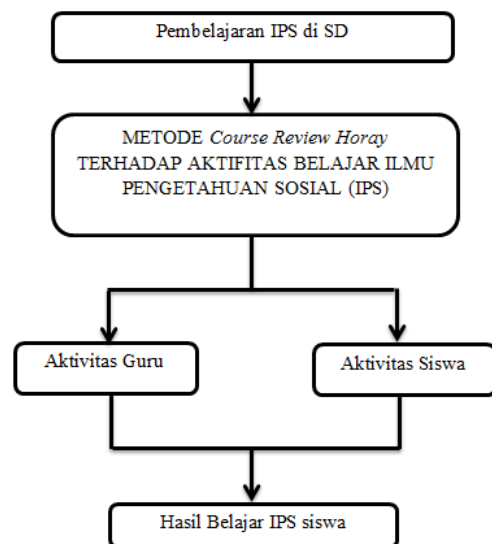 Pembelajaran IPS di SD
METODE Course Review Horay
TERHADAP AKTIFITAS BELAJAR ILMU
PENGETAHUAN SOSIAL (IPS)
Aktivitas Guru
Aktivitas Siswa
Hasil Belajar IPS siswa